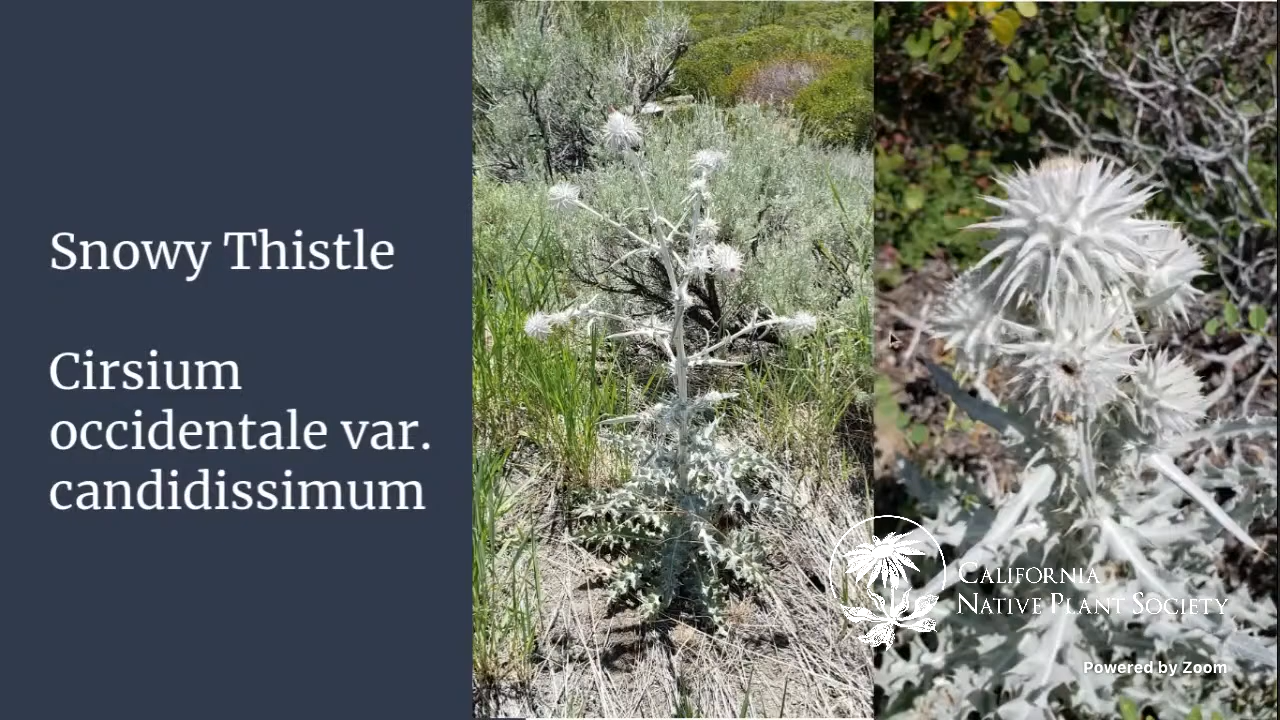 Snowy Thistle
Cirsium
occidentale var.
candidissimum
California
Native Plant Society
Powered by Zoom